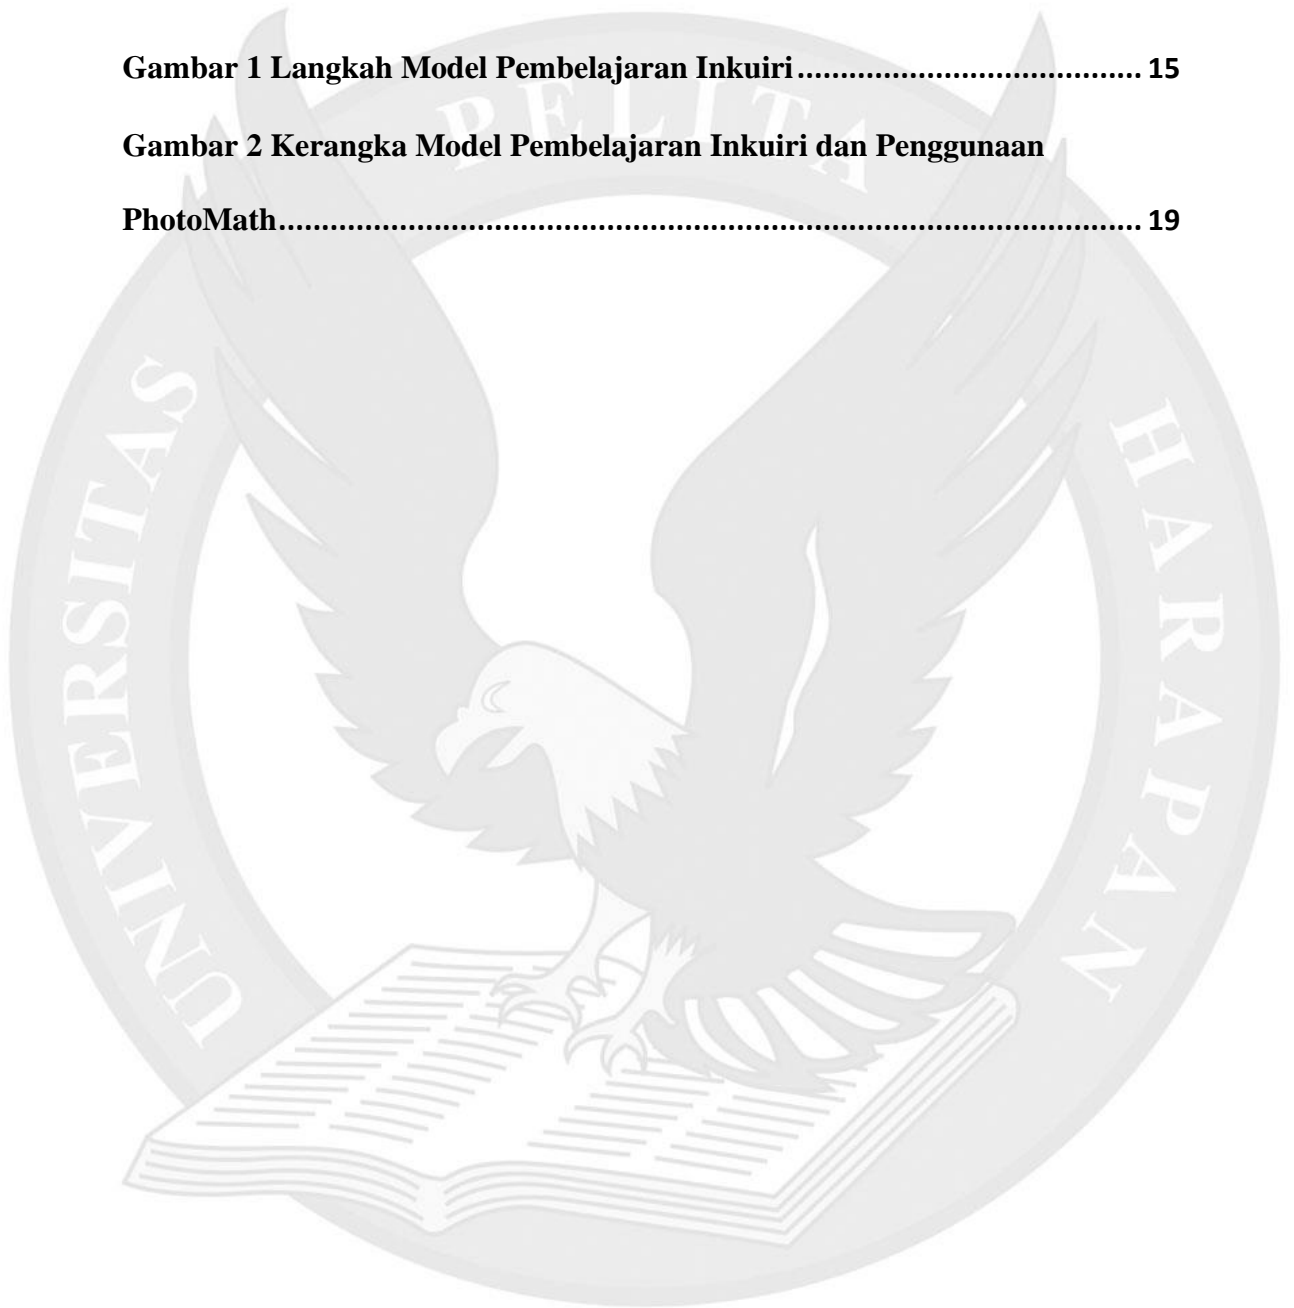 Gambar 1 Langkah Model Pembelajaran Inkuiri....................................... 15
Gambar 2 Kerangka Model Pembelajaran Inkuiri dan Penggunaan
PhotoMath.................................................................................................. 19
UNIVERSITAS PELITA HARAPAN